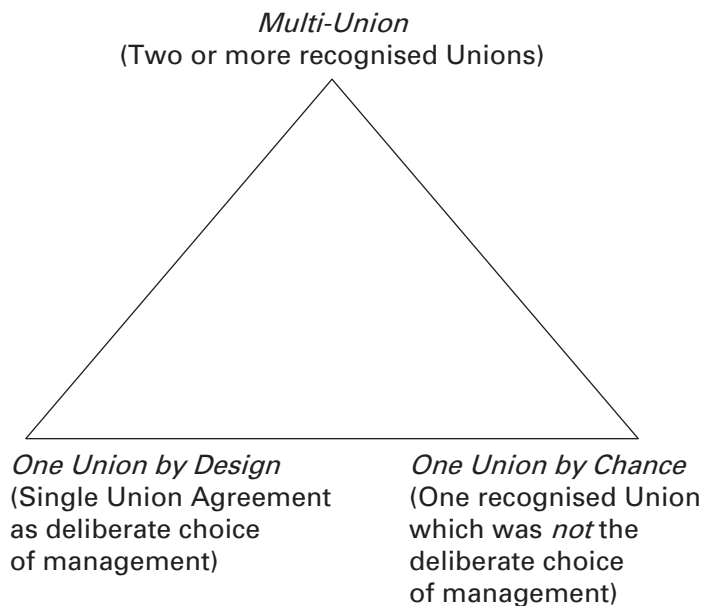 Multi-Union
(Two or more recognised Unions)
One Union by Design
(Single Union Agreement
as deliberate choice
of management)
One Union by Chance
(One recognised Union
which was not the
deliberate choice
of management)